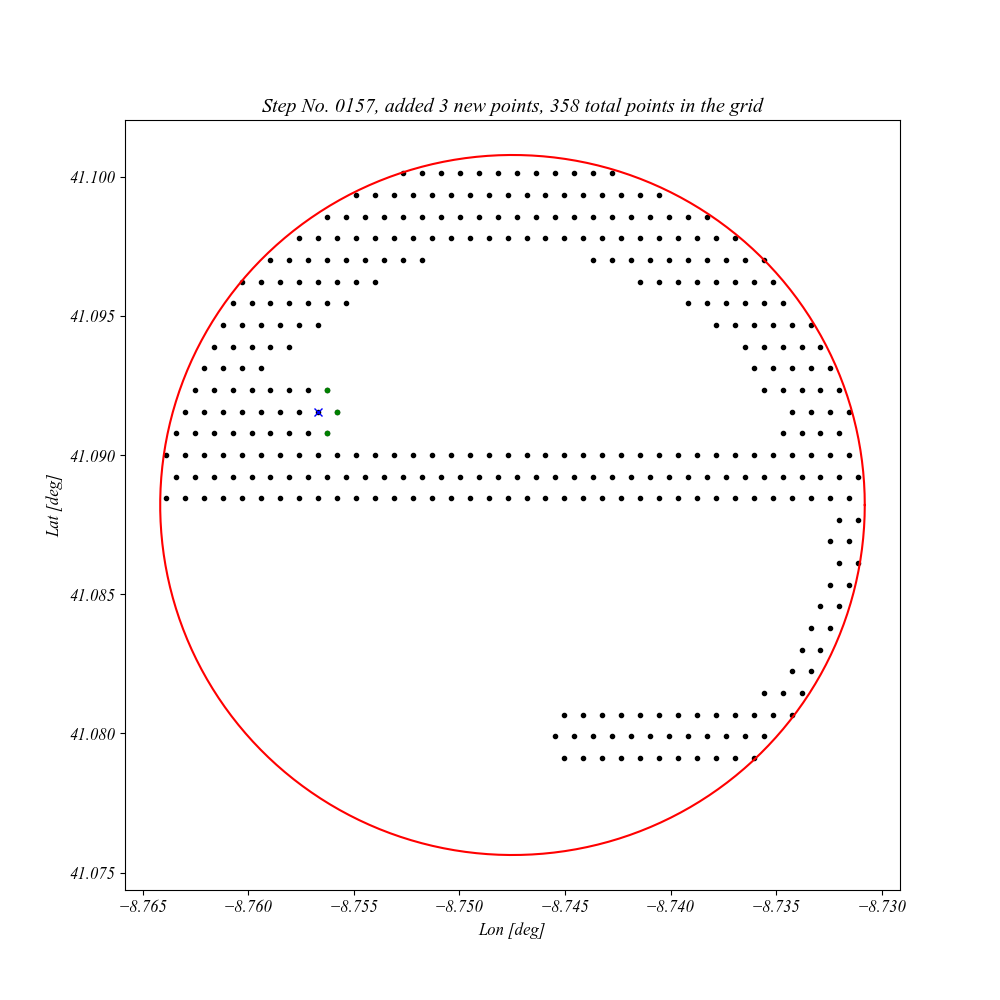 Step No. 0157, added 3 new points, 358 total points in the grid
41.100
41.095
41.090
41.085
41.080
41.075
Lat [deg]
−8.765 −8.760 −8.755 −8.750 −8.745 −8.740 −8.735 −8.730
Lon [deg]